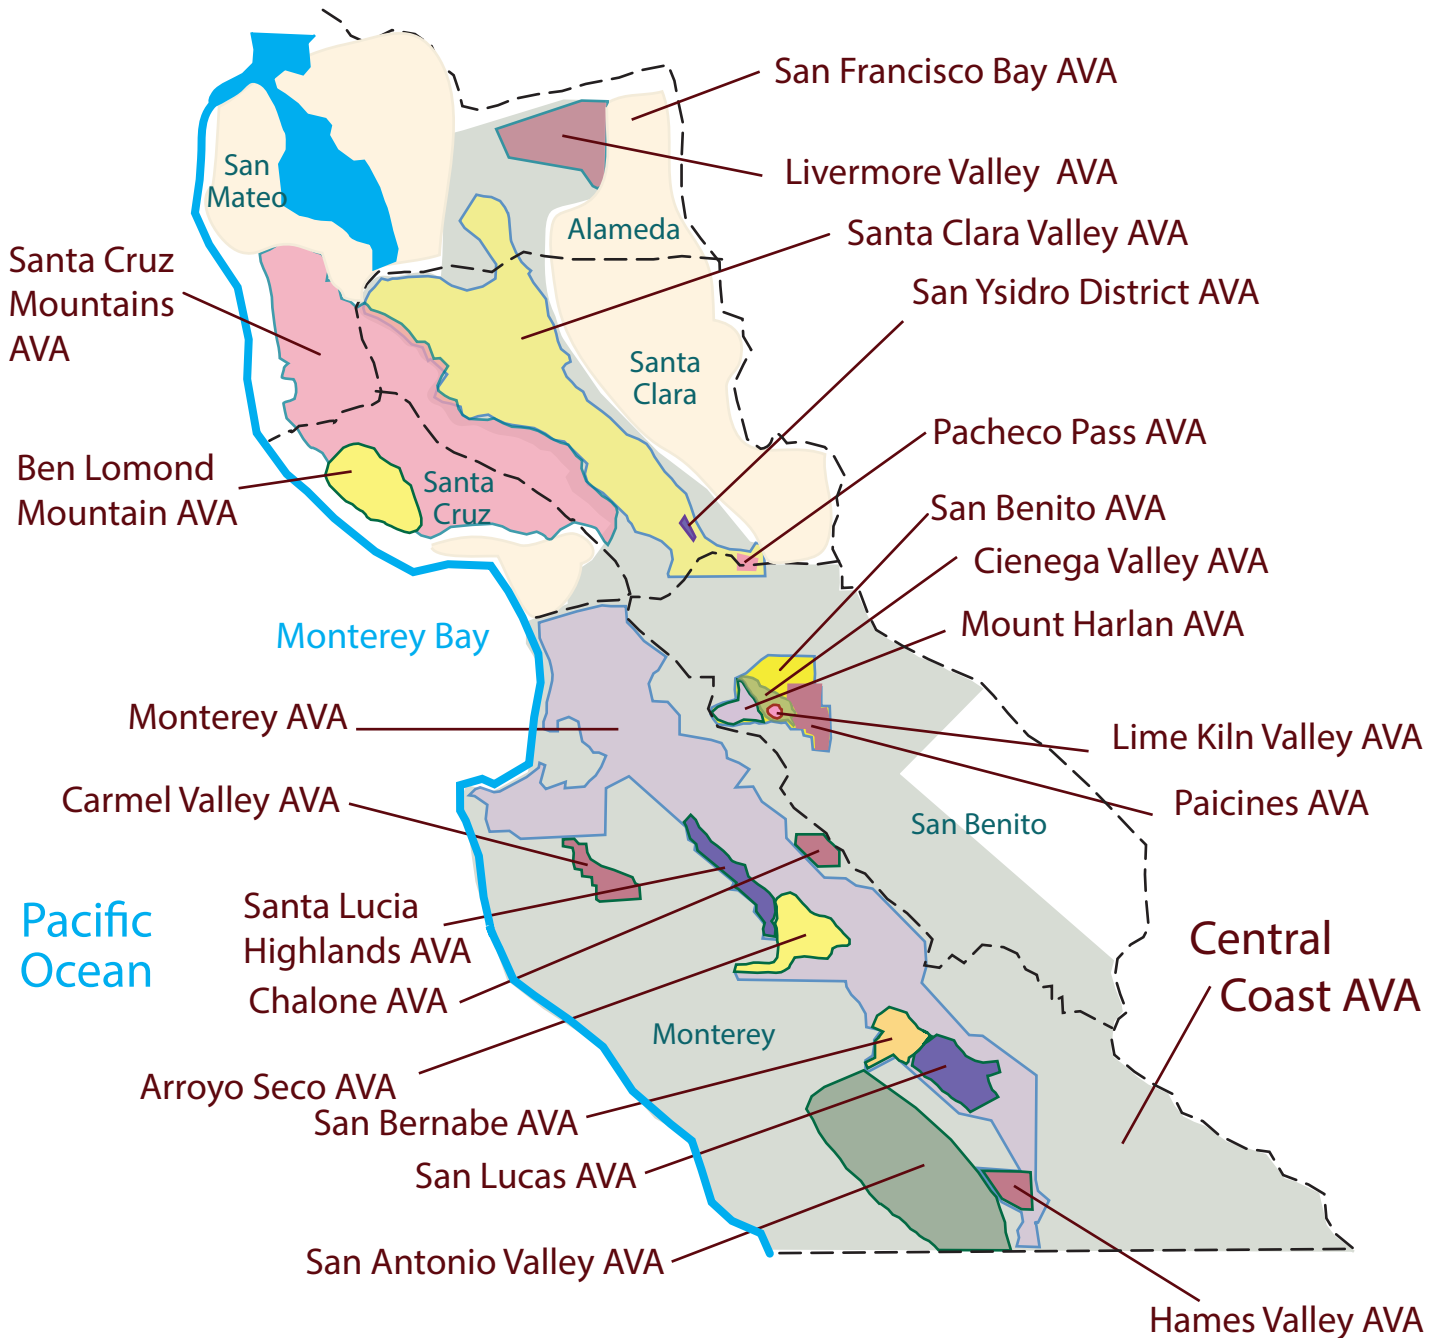 San Francisco Bay AVA
San
Mateo
Livermore Valley AVA
Alameda
Santa Clara Valley AVA
Santa Cruz
Mountains
AVA
San Ysidro District AVA
Santa
Clara
Pacheco Pass AVA
Ben Lomond
Mountain AVA
Santa
Cruz
San Benito AVA
Cienega Valley AVA
Mount Harlan AVA
Monterey Bay
Monterey AVA
Lime Kiln Valley AVA
Carmel Valley AVA
Paicines AVA
San Benito
Pacific
Ocean
Santa Lucia
Highlands AVA
Central
Coast AVA
Chalone AVA
Monterey
Arroyo Seco AVA
San Bernabe AVA
San Lucas AVA
San Antonio Valley AVA
Hames Valley AVA